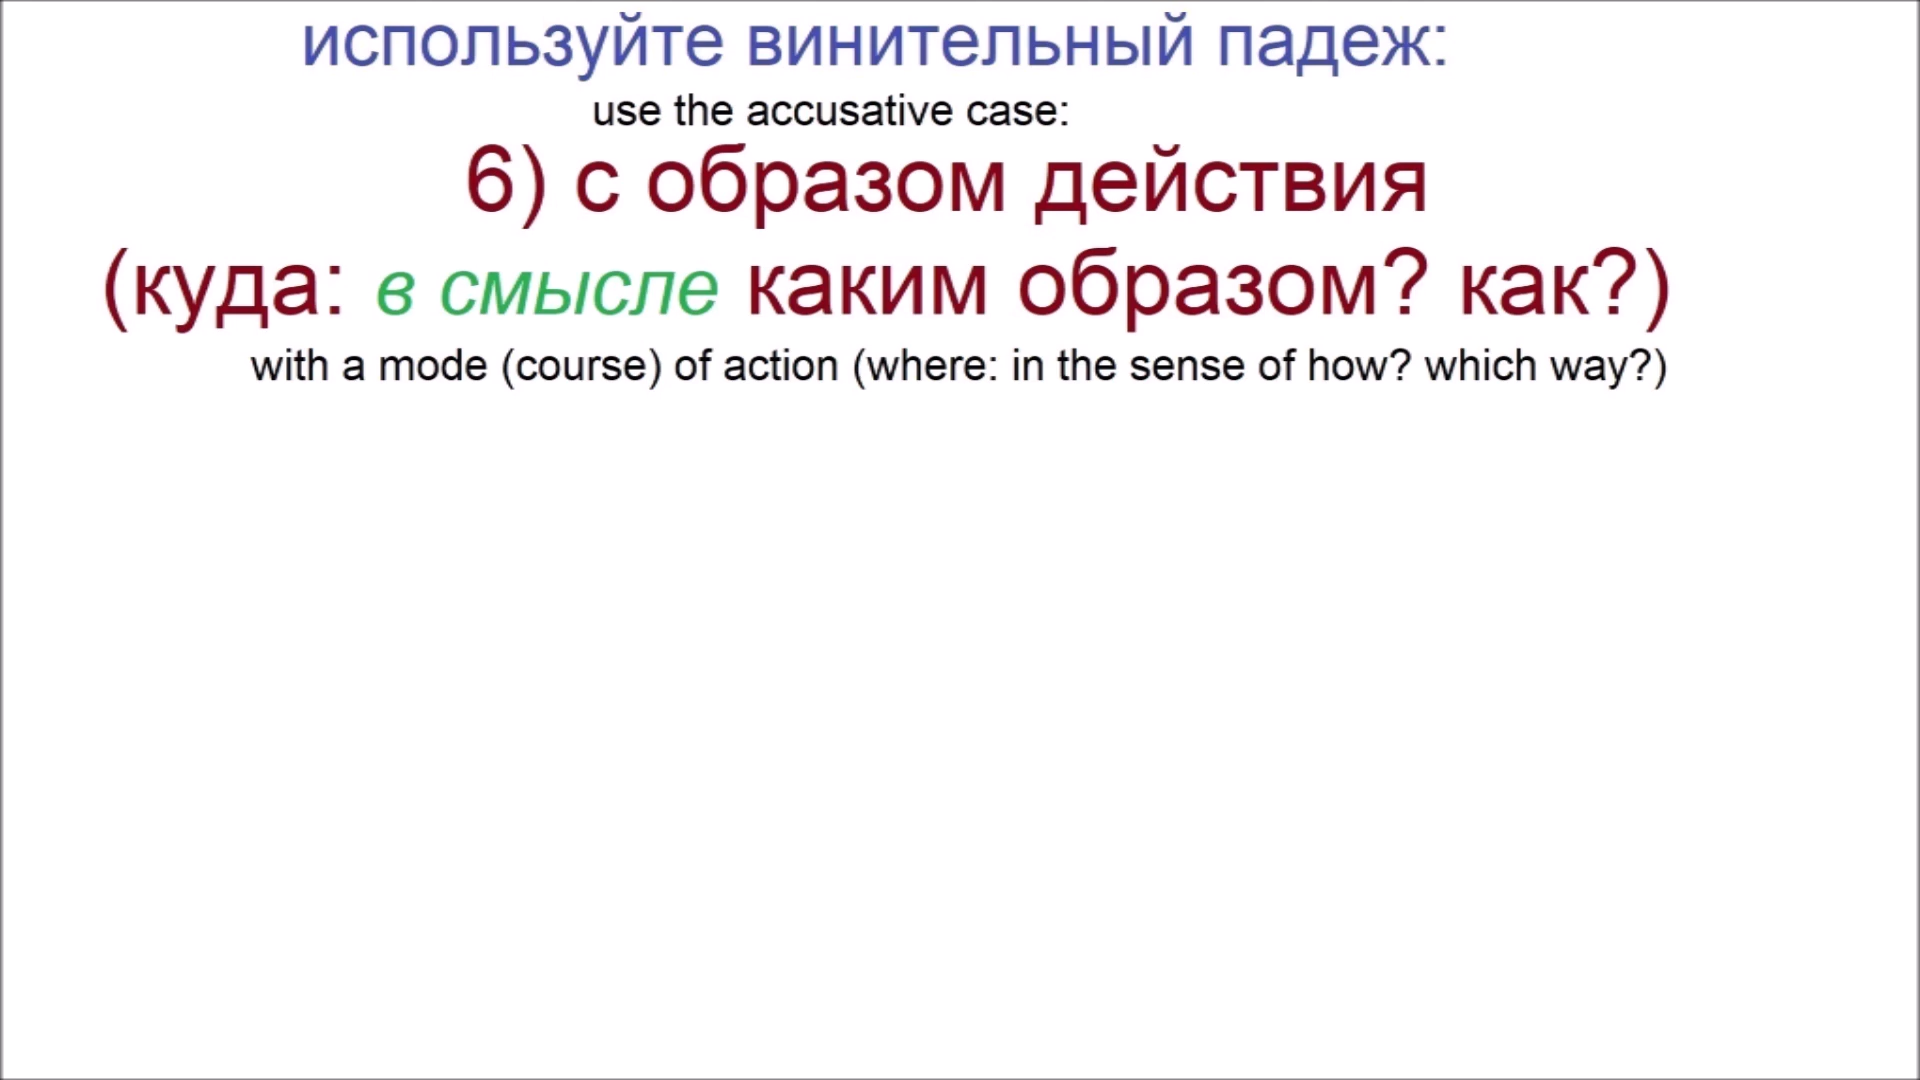 используйте винительный падеж:
use the accusative case:
6) с образом действия
(куда: в смысле каким образом? как?)
with a mode (course) of action (where: in the sense of how? which way?)